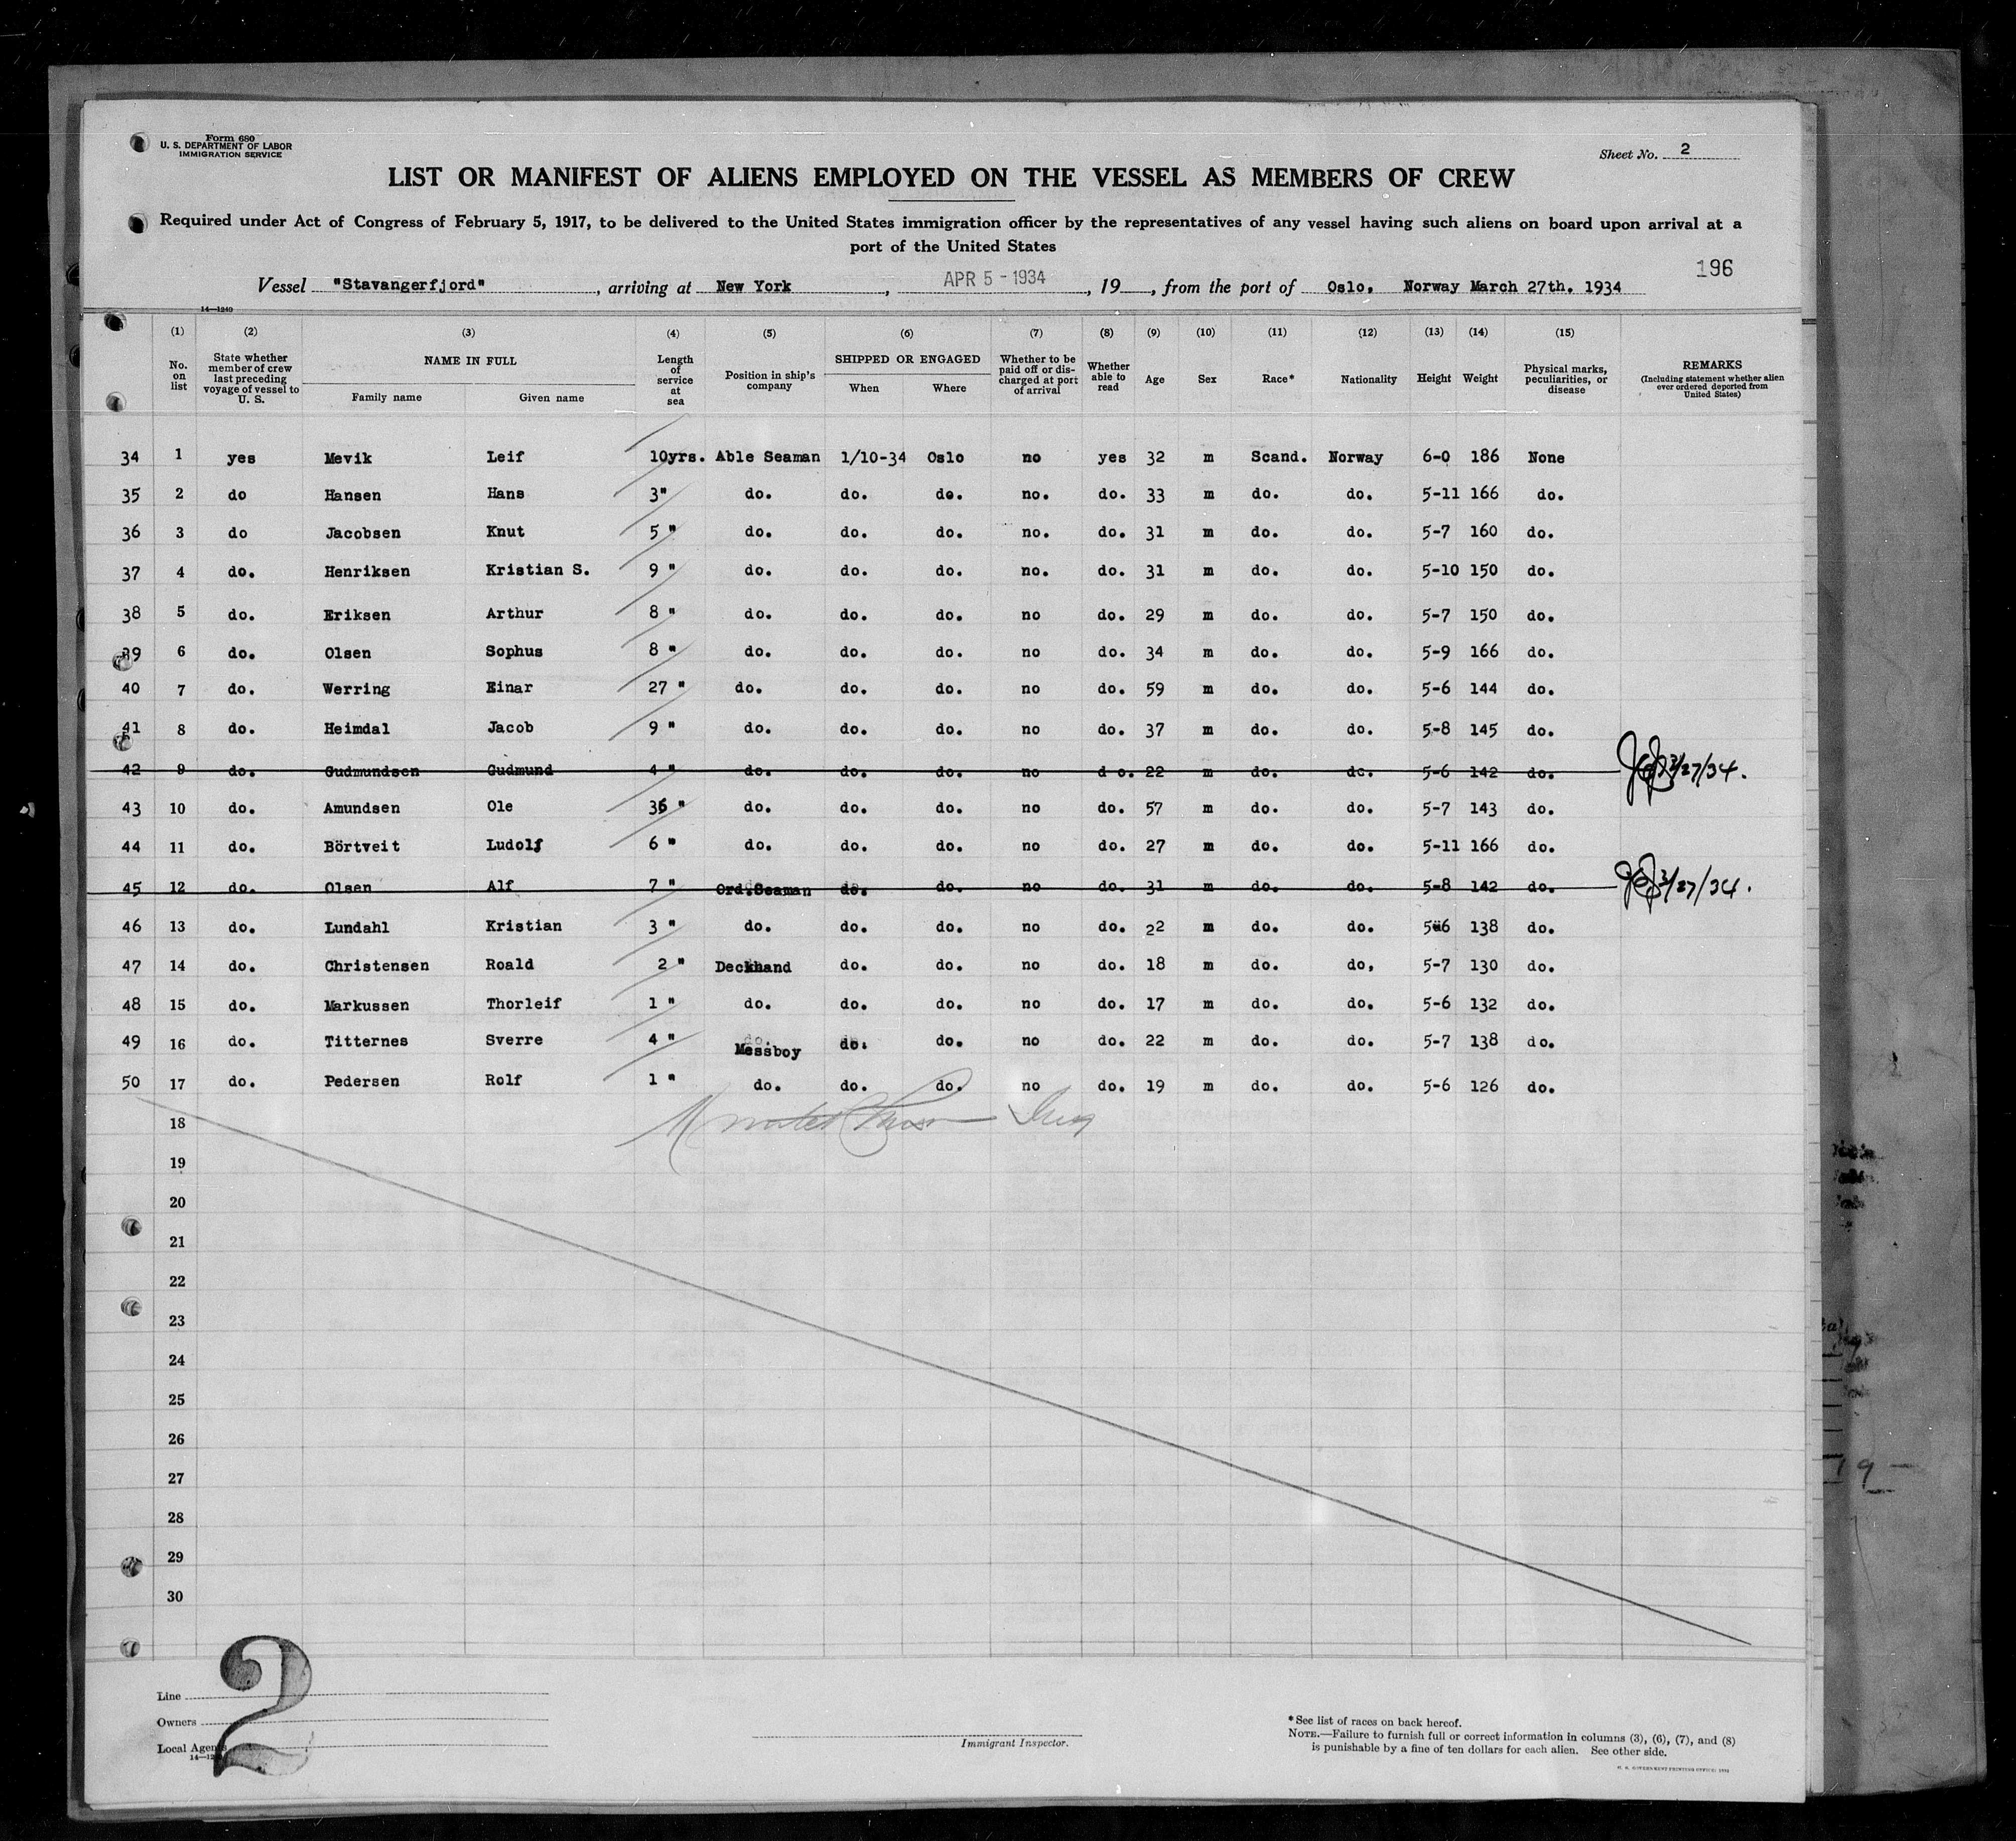 Form 680
U. S. DEPARTMENT OF LABOR
IMMIGRATION SERVICE
Sheet No. 2
LIST OR MANIFEST OF ALIENS EMPLOYED ON THE VESSEL AS MEMBERS OF CREW
Required under Act of Congress of February 5, 1917, to be delivered to the United States immigration officer by the representatives of any vessel having such aliens on board upon arrival at a
port of the United States
196
Vessel "Stavangerfjord", arriving at New York, APR 5 - 1934, 19, from the port of Oslo, Norway March 27th. 1934
14—1240
(1) (2) (3) (4) (5) (6) (7) (8) (9) (10) (11) (12) (13) (14) (15)
No. on list State whether member of crew last preceding voyage of vessel to U. S. NAME IN FULL Family name Given name Length of service at sea Position in ship's company SHIPPED OR ENGAGED When Where Whether to be paid off or discharged at port of arrival Whether able to read Age Sex Race* Nationality Height Weight Physical marks, peculiarities, or disease REMARKS (Including statement whether alien ever ordered deported from United States)
34 1 yes Mevik Leif 10yrs. Able Seaman 1/10-34 Oslo no yes 32 m Scand. Norway 6-0 186 None
35 2 do Hansen Hans 3" do. do. do. no. do. 33 m do. do. 5-11 166 do.
36 3 do Jacobsen Knut 5 " do. do. do. no. do. 31 m do. do. 5-7 160 do.
37 4 do. Henriksen Kristian S. 9 " do. do. do. no. do. 31 m do. do. 5-10 150 do.
38 5 do. Eriksen Arthur 8 " do. do. do. no do. 29 m do. do. 5-7 150 do.
39 6 do. Olsen Sophus 8 " do. do. do. no do. 34 m do. do. 5-9 166 do.
40 7 do. Werring Einar 27 " do. do. do. no do. 59 m do. do. 5-6 144 do.
41 8 do. Heimdal Jacob 9 " do. do. do. no do. 37 m do. do. 5-8 145 do.
42 9 do. Gudmundsen Gudmund 4 " do. do. do. no d o. 22 m do. do. 5-6 142 do. 3/27/34.
43 10 do. Amundsen Ole 36 " do. do. do. no do. 57 m do. do. 5-7 143 do.
44 11 do. Börtveit Ludolf 6 " do. do. do. no do. 27 m do. do. 5-11 166 do.
45 12 do. Olsen Alf 7 " Ord.Seaman do. do. no do. 31 m do. do. 5-8 142 do. 3/27/34.
46 13 do. Lundahl Kristian 3 " do. do. do. no do. 22 m do. do. 5-6 138 do.
47 14 do. Christensen Roald 2 " Deckhand do. do. no do. 18 m do. do, 5-7 130 do.
48 15 do. Markussen Thorleif 1 " do. do. do. no do. 17 m do. do. 5-6 132 do.
49 16 do. Titternes Sverre 4 " Messboy do. do. no do. 22 m do. do. 5-7 138 do.
50 17 do. Pedersen Rolf 1 " do. do. do. no do. 19 m do. do. 5-6 126 do.
18
19
20
21
22
23
24
25
26
27
28
29
30
2
Line
Owners
Local Agents
Immigrant Inspector.
*See list of races on back hereof.
NOTE.—Failure to furnish full or correct information in columns (3), (6), (7), and (8)
is punishable by a fine of ten dollars for each alien. See other side.